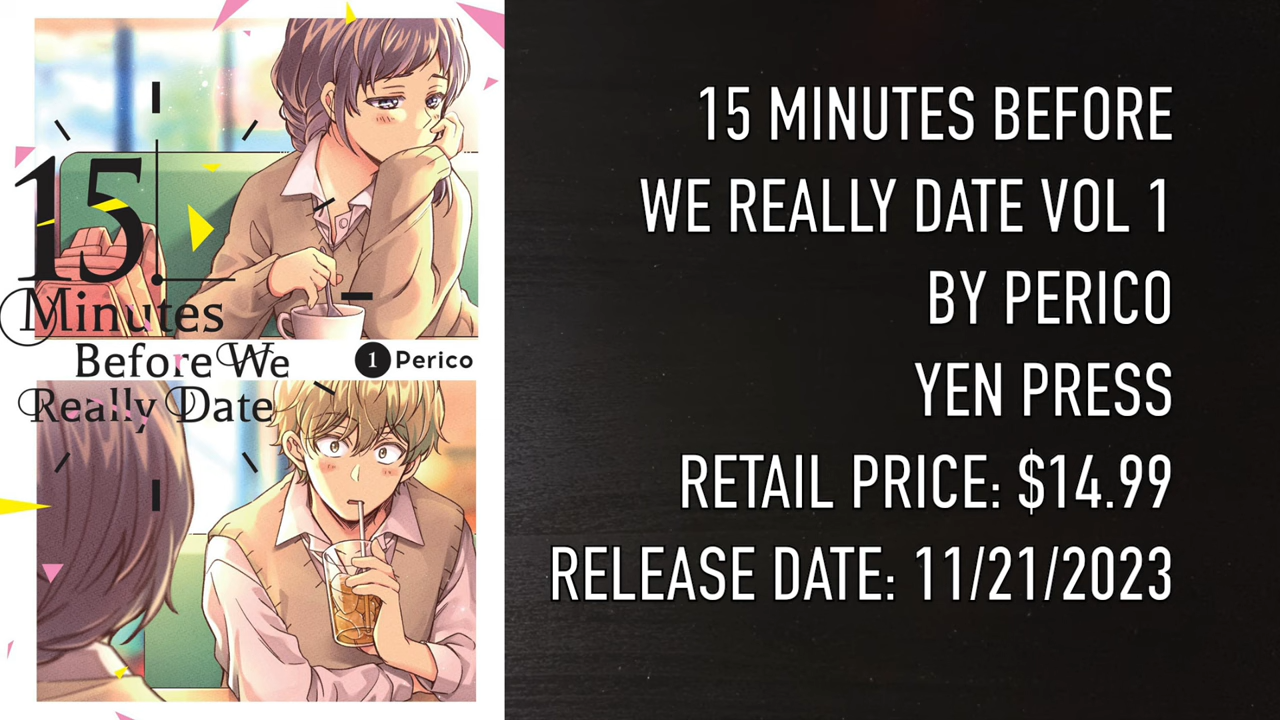 15
Minutes
Before We
Really Date
1 Perico
15 MINUTES BEFORE
WE REALLY DATE VOL 1
BY PERICO
YEN PRESS
RETAIL PRICE: $14.99
RELEASE DATE: 11/21/2023